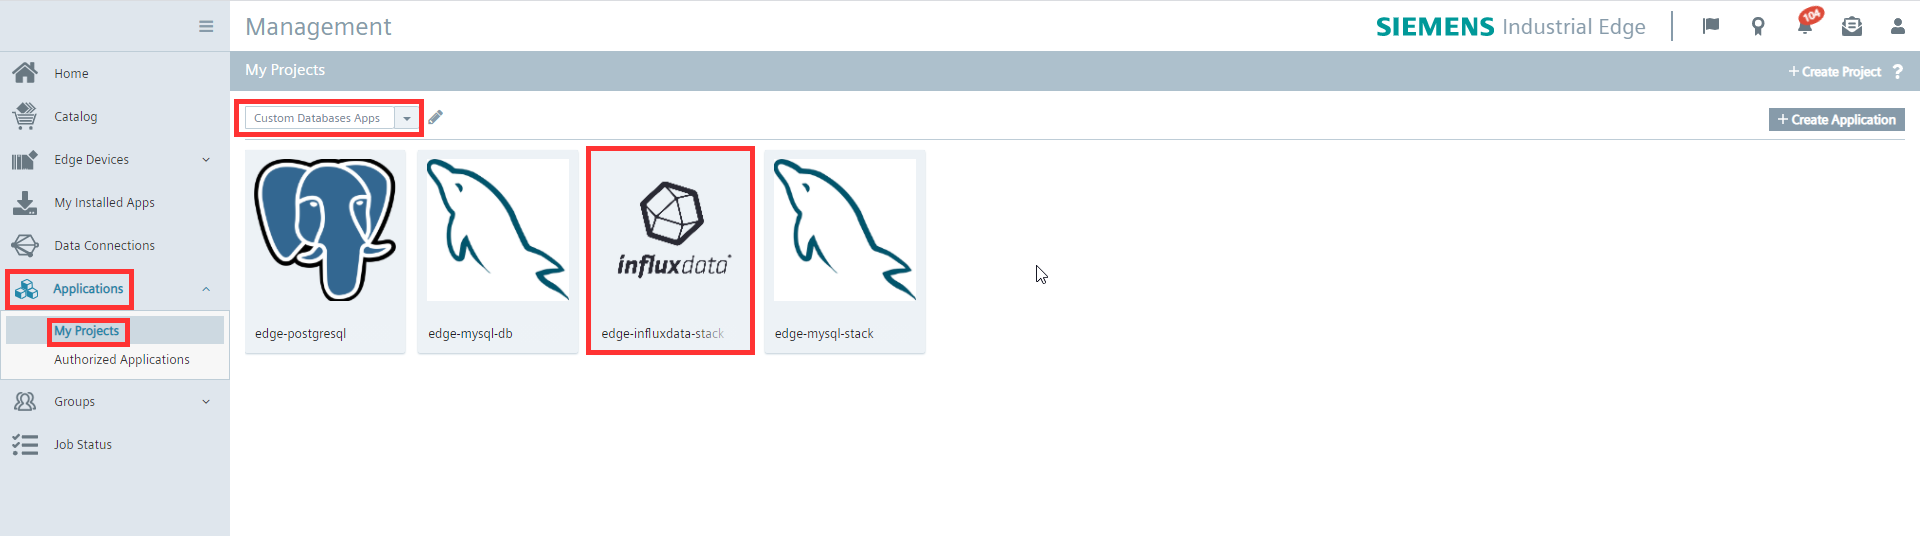 Management
SIEMENS Industrial Edge
104
Home
Catalog
Edge Devices
My Installed Apps
Data Connections
Applications
My Projects
Authorized Applications
Groups
Job Status
My Projects
+ Create Project ?
Custom Databases Apps
+ Create Application
influxdata
edge-postgresql
edge-mysql-db
edge-influxdata-stack
edge-mysql-stack